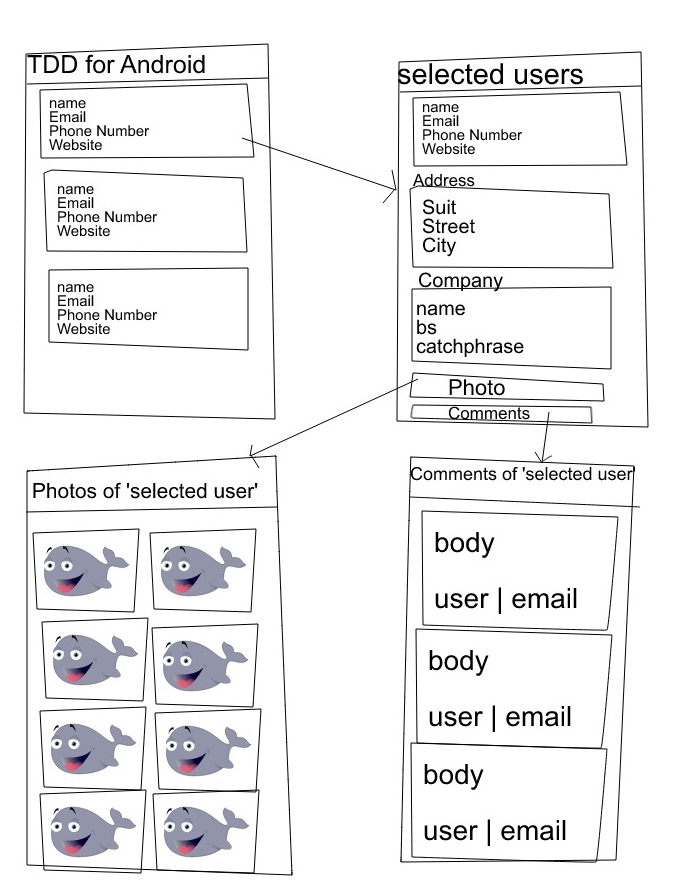 TDD for Android
name
Email
Phone Number
Website
name
Email
Phone Number
Website
name
Email
Phone Number
Website
selected users
name
Email
Phone Number
Website
Address
Suit
Street
City
Company
name
bs
catchphrase
Photo
Comments
Photos of 'selected user'
Comments of 'selected user'
body
user | email
body
user | email
body
user | email